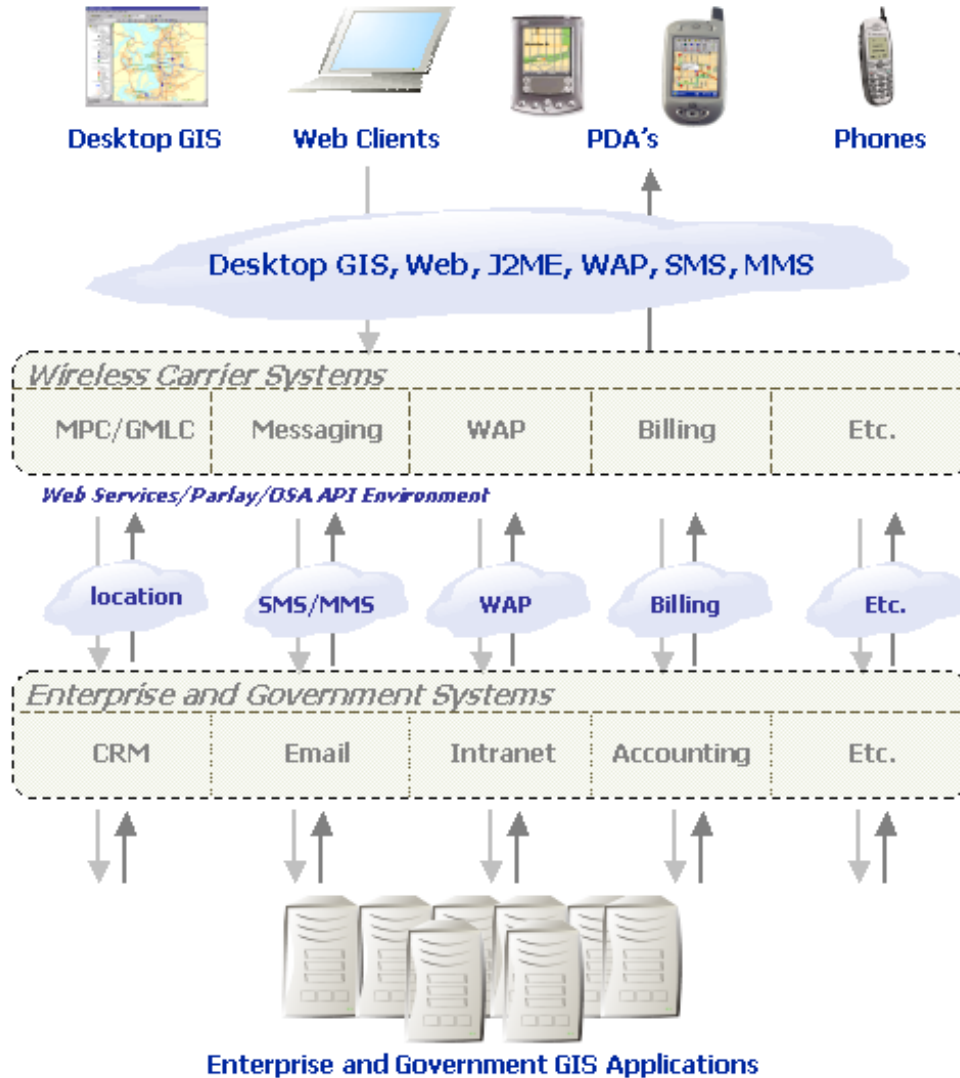 Desktop GIS Web Clients PDA's Phones
Desktop GIS, Web, J2ME, WAP, SMS, MMS
Wireless Carrier Systems
MPC/GMLC Messaging WAP Billing Etc.
Web Services/Parlay/OSA API Environment
location SMS/MMS WAP Billing Etc.
Enterprise and Government Systems
CRM Email Intranet Accounting Etc.
Enterprise and Government GIS Applications